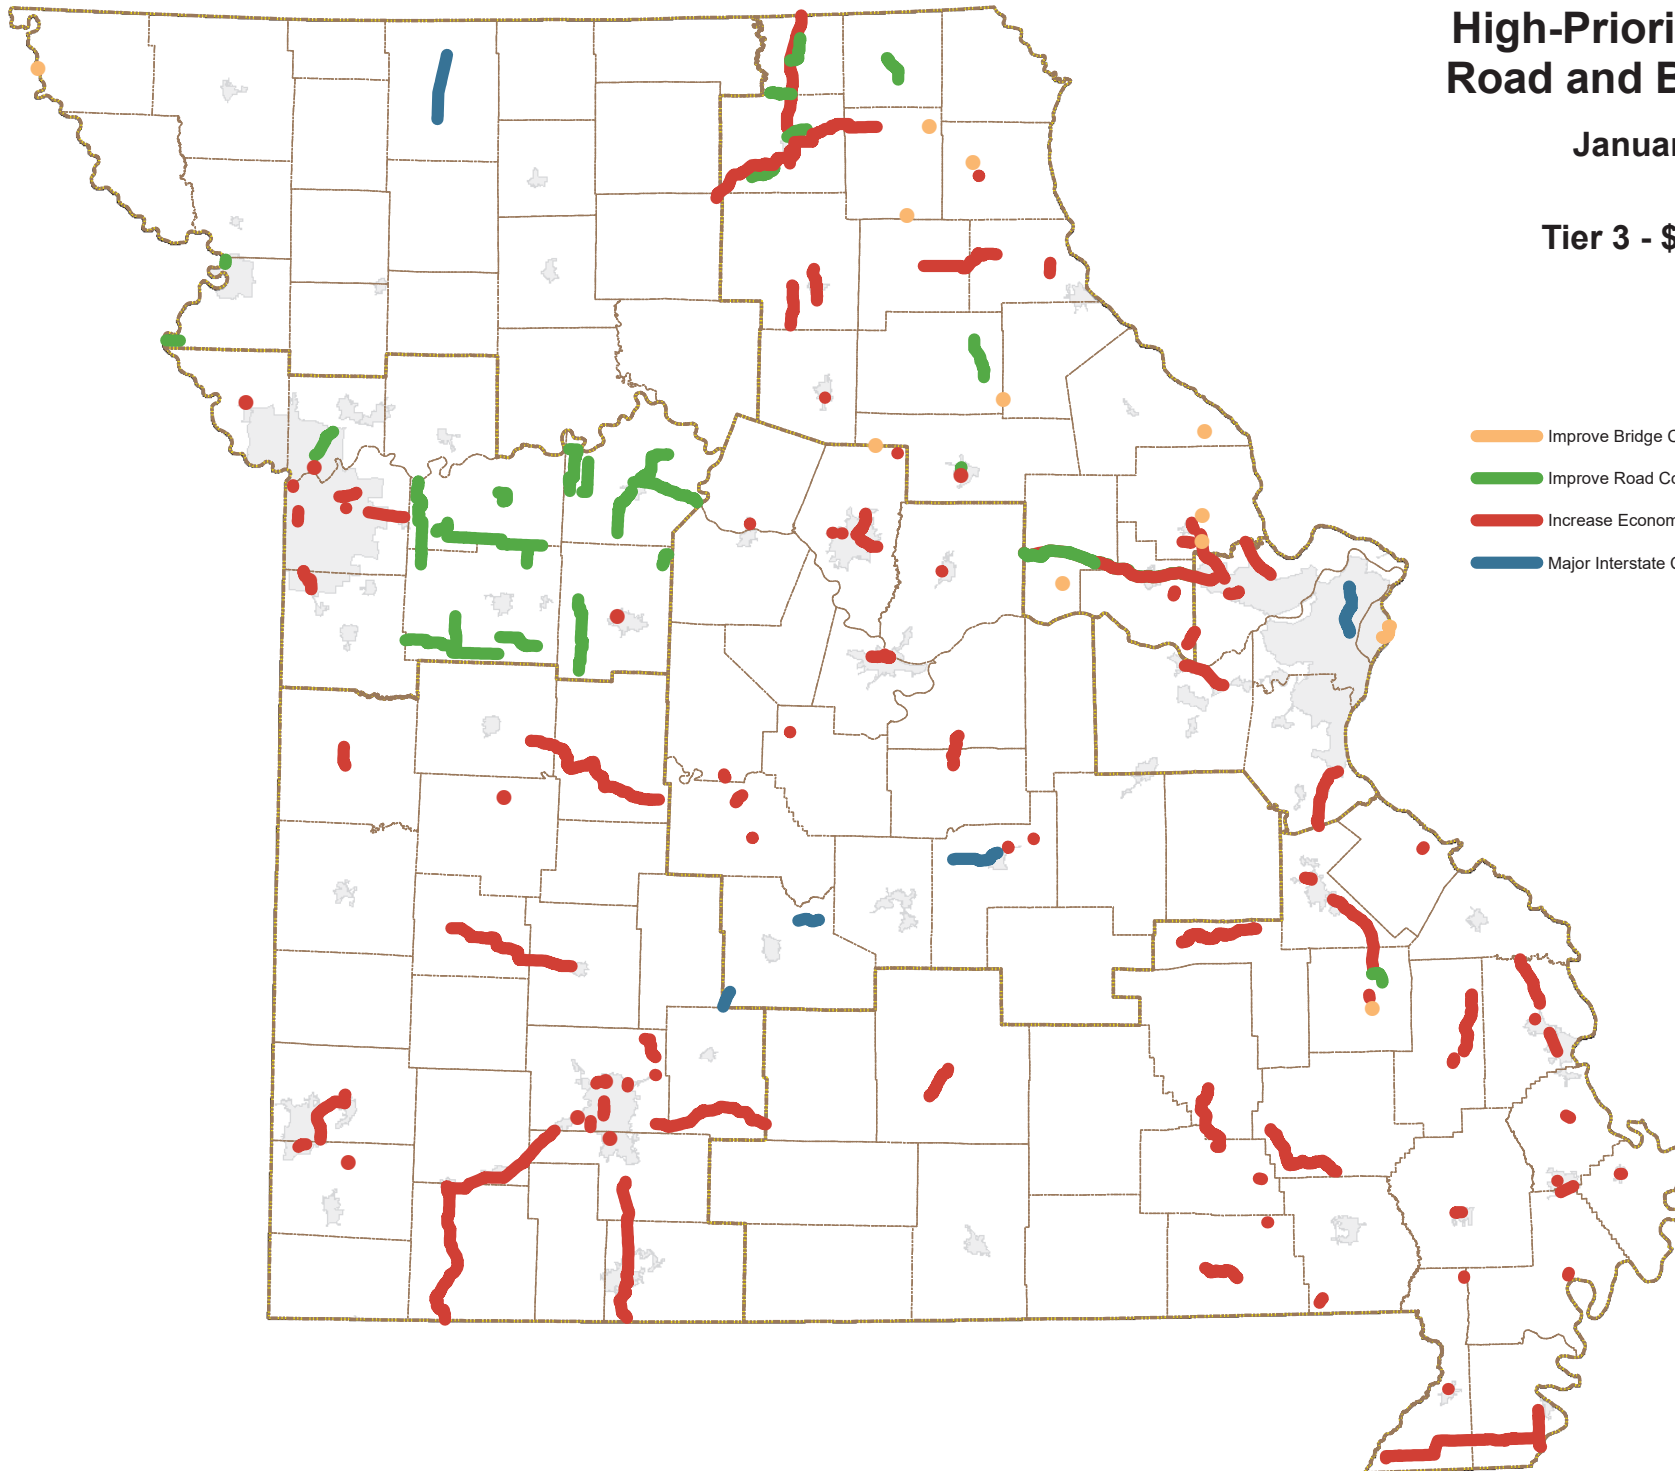 High-Priori
Road and B
Januar
Tier 3 - $
Improve Bridge C
Improve Road Co
Increase Econom
Major Interstate C